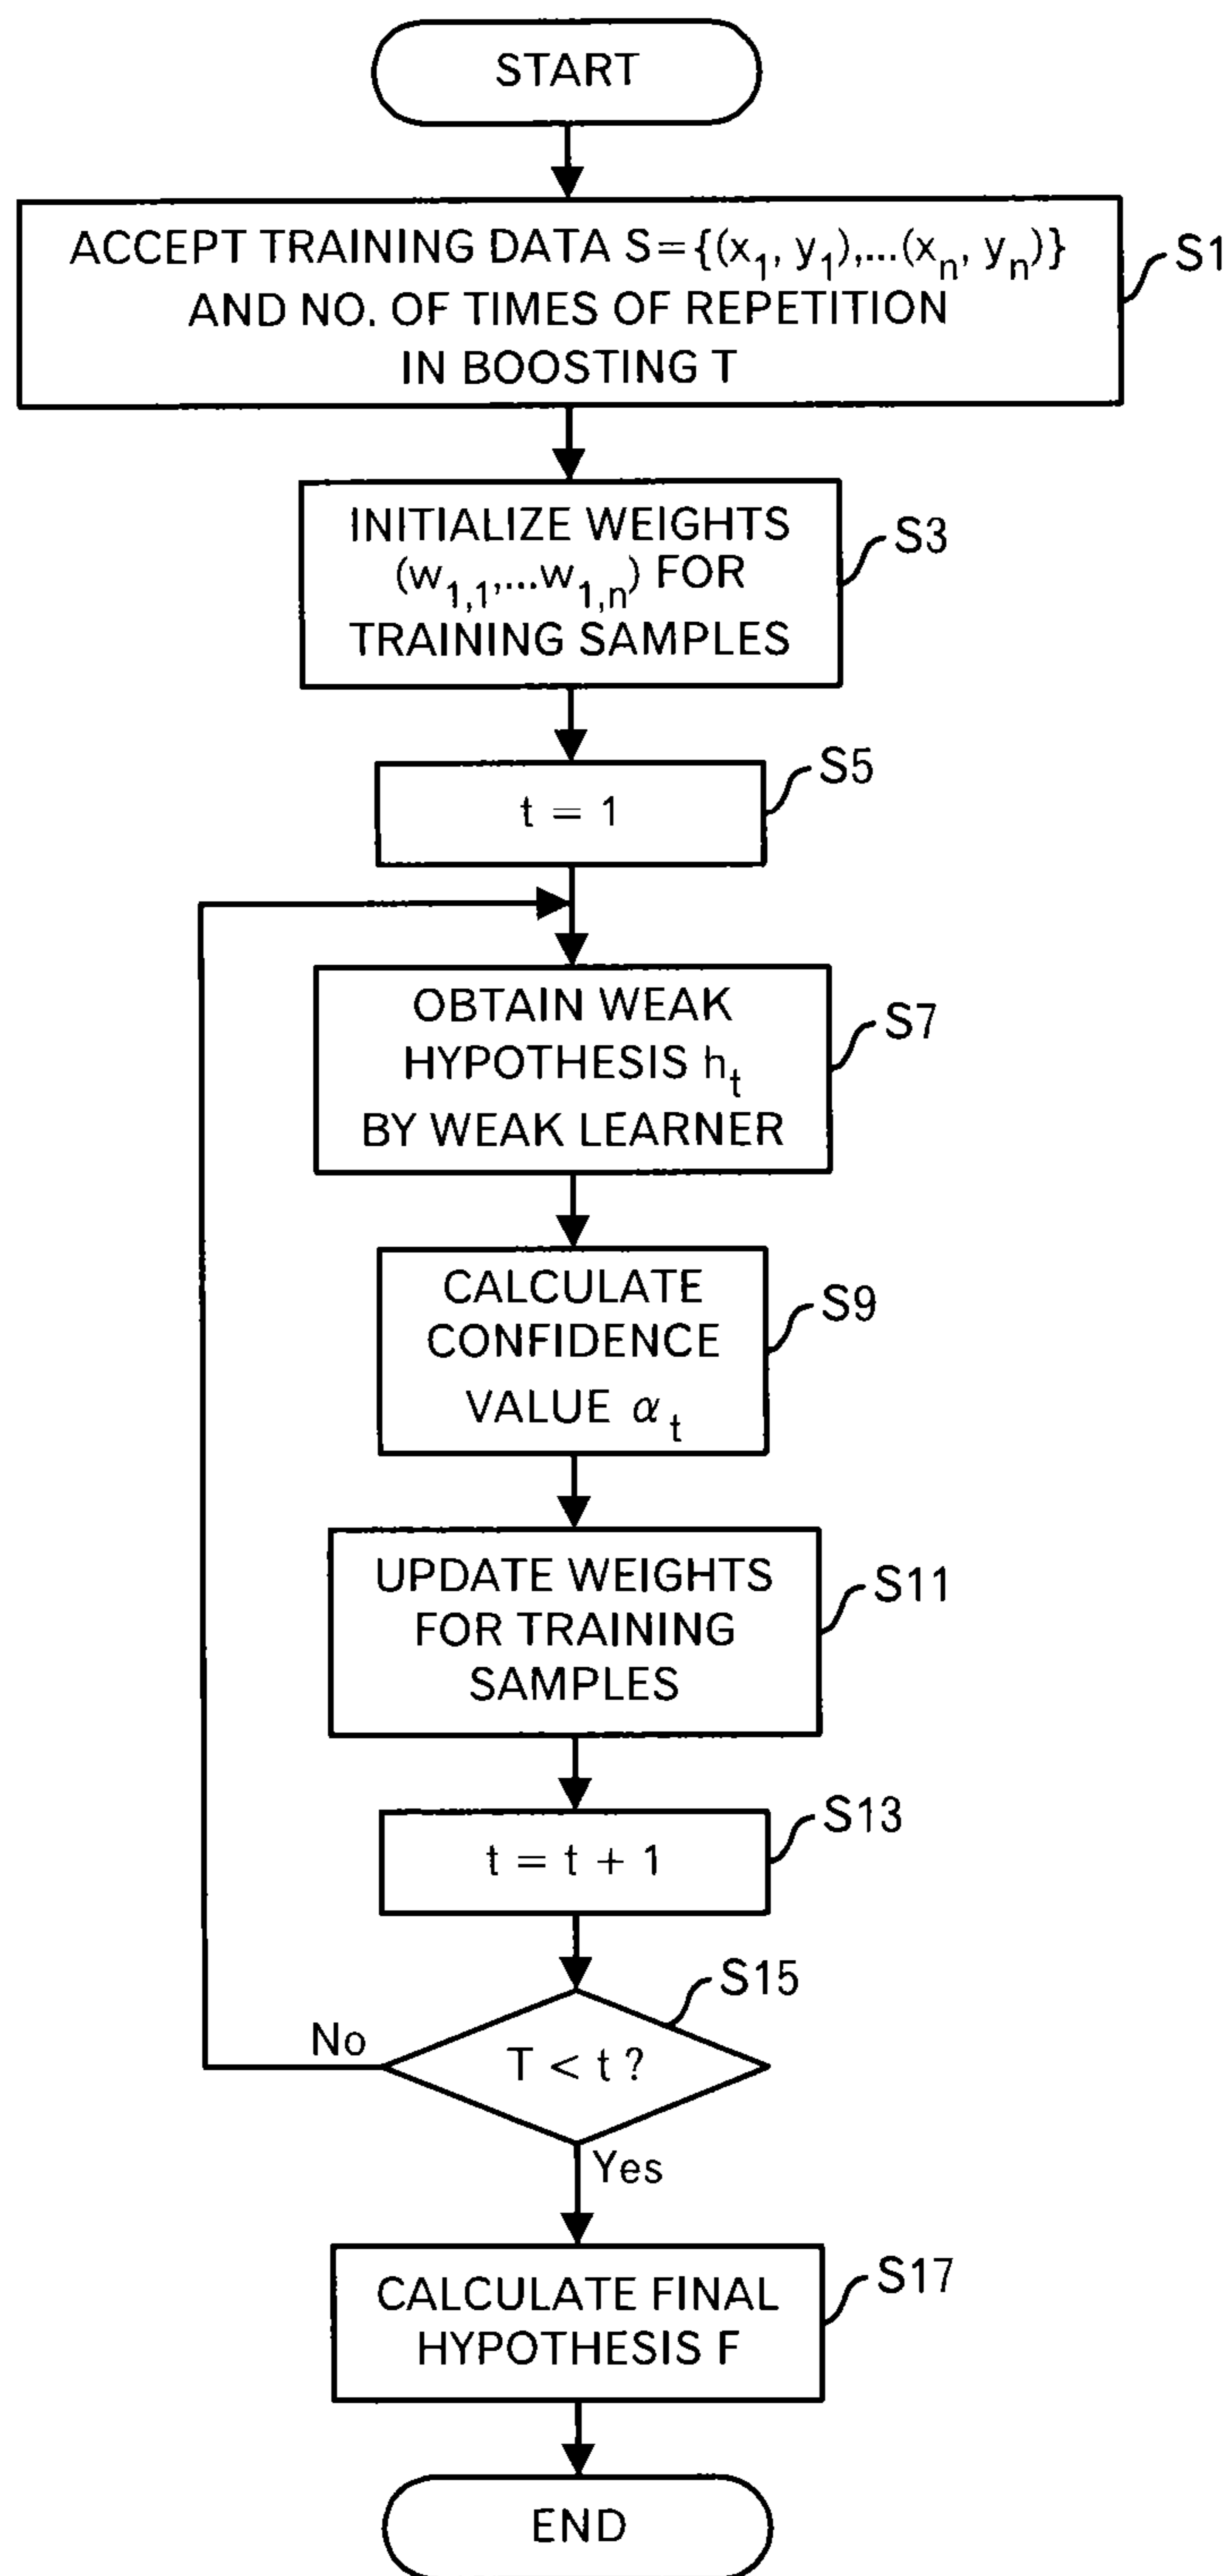 START
ACCEPT TRAINING DATA S={(x₁, y₁),...(xₙ, yₙ)}
AND NO. OF TIMES OF REPETITION
IN BOOSTING T
S1
INITIALIZE WEIGHTS
(w₁,₁,...w₁,ₙ) FOR
TRAINING SAMPLES
S3
t = 1
S5
OBTAIN WEAK
HYPOTHESIS hₜ
BY WEAK LEARNER
S7
CALCULATE
CONFIDENCE
VALUE αₜ
S9
UPDATE WEIGHTS
FOR TRAINING
SAMPLES
S11
t = t + 1
S13
T < t ?
S15
No
Yes
CALCULATE FINAL
HYPOTHESIS F
S17
END